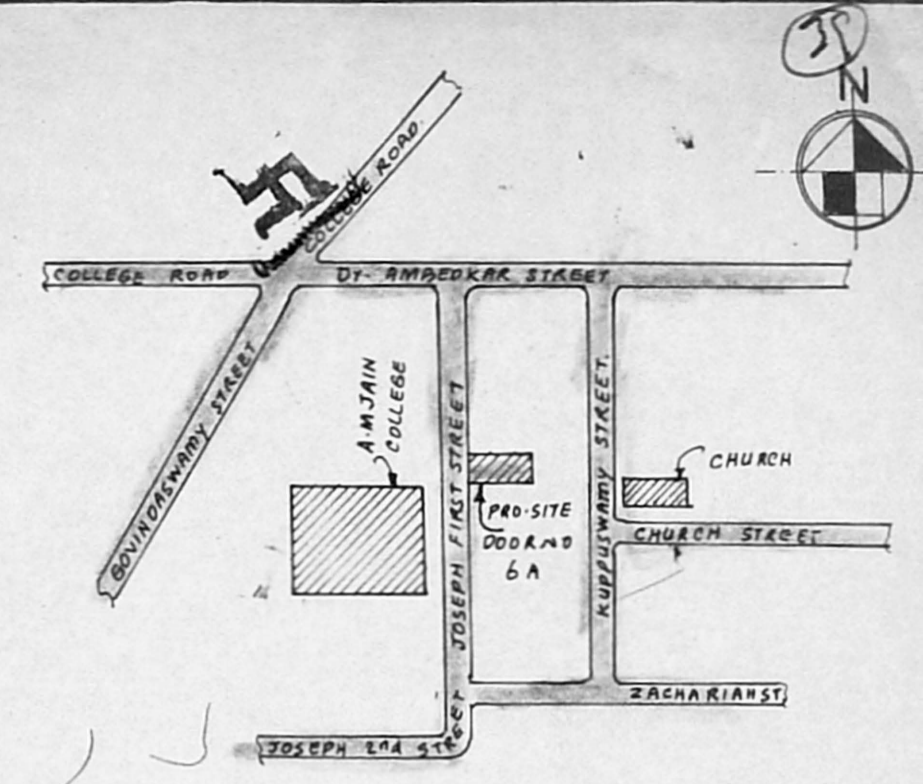 35
N
COLLEGE ROAD.
COLLEGE ROAD
Dr. AMBEDKAR STREET
GOVINDASWAMY STREET
A.M JAIN
COLLEGE
JOSEPH FIRST STREET
PRO-SITE
DOOR NO
6A
KUPPUSWAMY STREET.
CHURCH
CHURCH STREET
ZACHARIAH ST
JOSEPH 2nd STREET